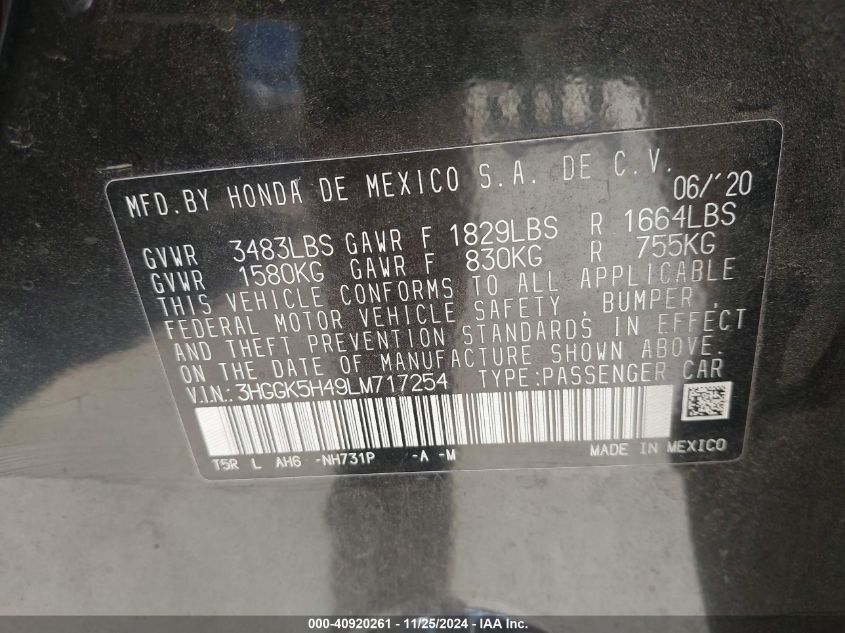 MFD.BY HONDA DE MEXICO S.A. DE C.V. 06/'20
GVWR 3483LBS GAWR F 1829LBS R 1664LBS
GVWR 1580KG GAWR F 830KG R 755KG
THIS VEHICLE CONFORMS TO ALL APPLICABLE
FEDERAL MOTOR VEHICLE SAFETY, BUMPER,
AND THEFT PREVENTION STANDARDS IN EFFECT
ON THE DATE OF MANUFACTURE SHOWN ABOVE.
VIN:3HGGK5H49LM717254 TYPE:PASSENGER CAR
T5R L AH6 -NH731P -A -M MADE IN MEXICO
000-40920261 - 11/25/2024 - IAA Inc.